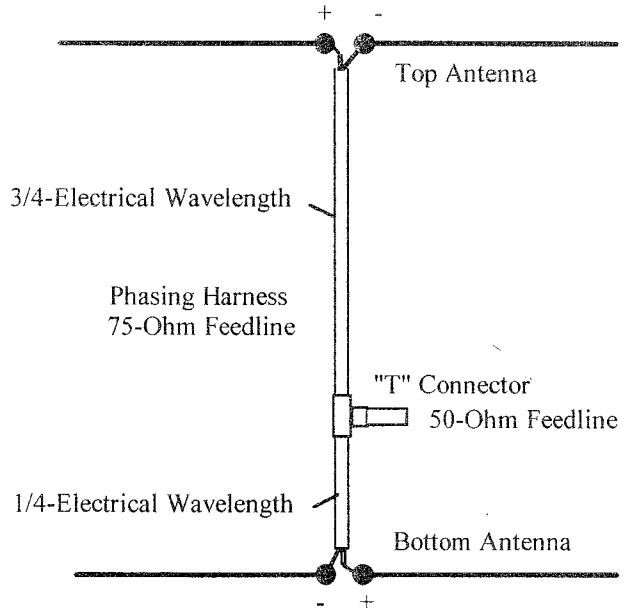 + -
Top Antenna
3/4-Electrical Wavelength
Phasing Harness
75-Ohm Feedline
"T" Connector
50-Ohm Feedline
1/4-Electrical Wavelength
Bottom Antenna
- +